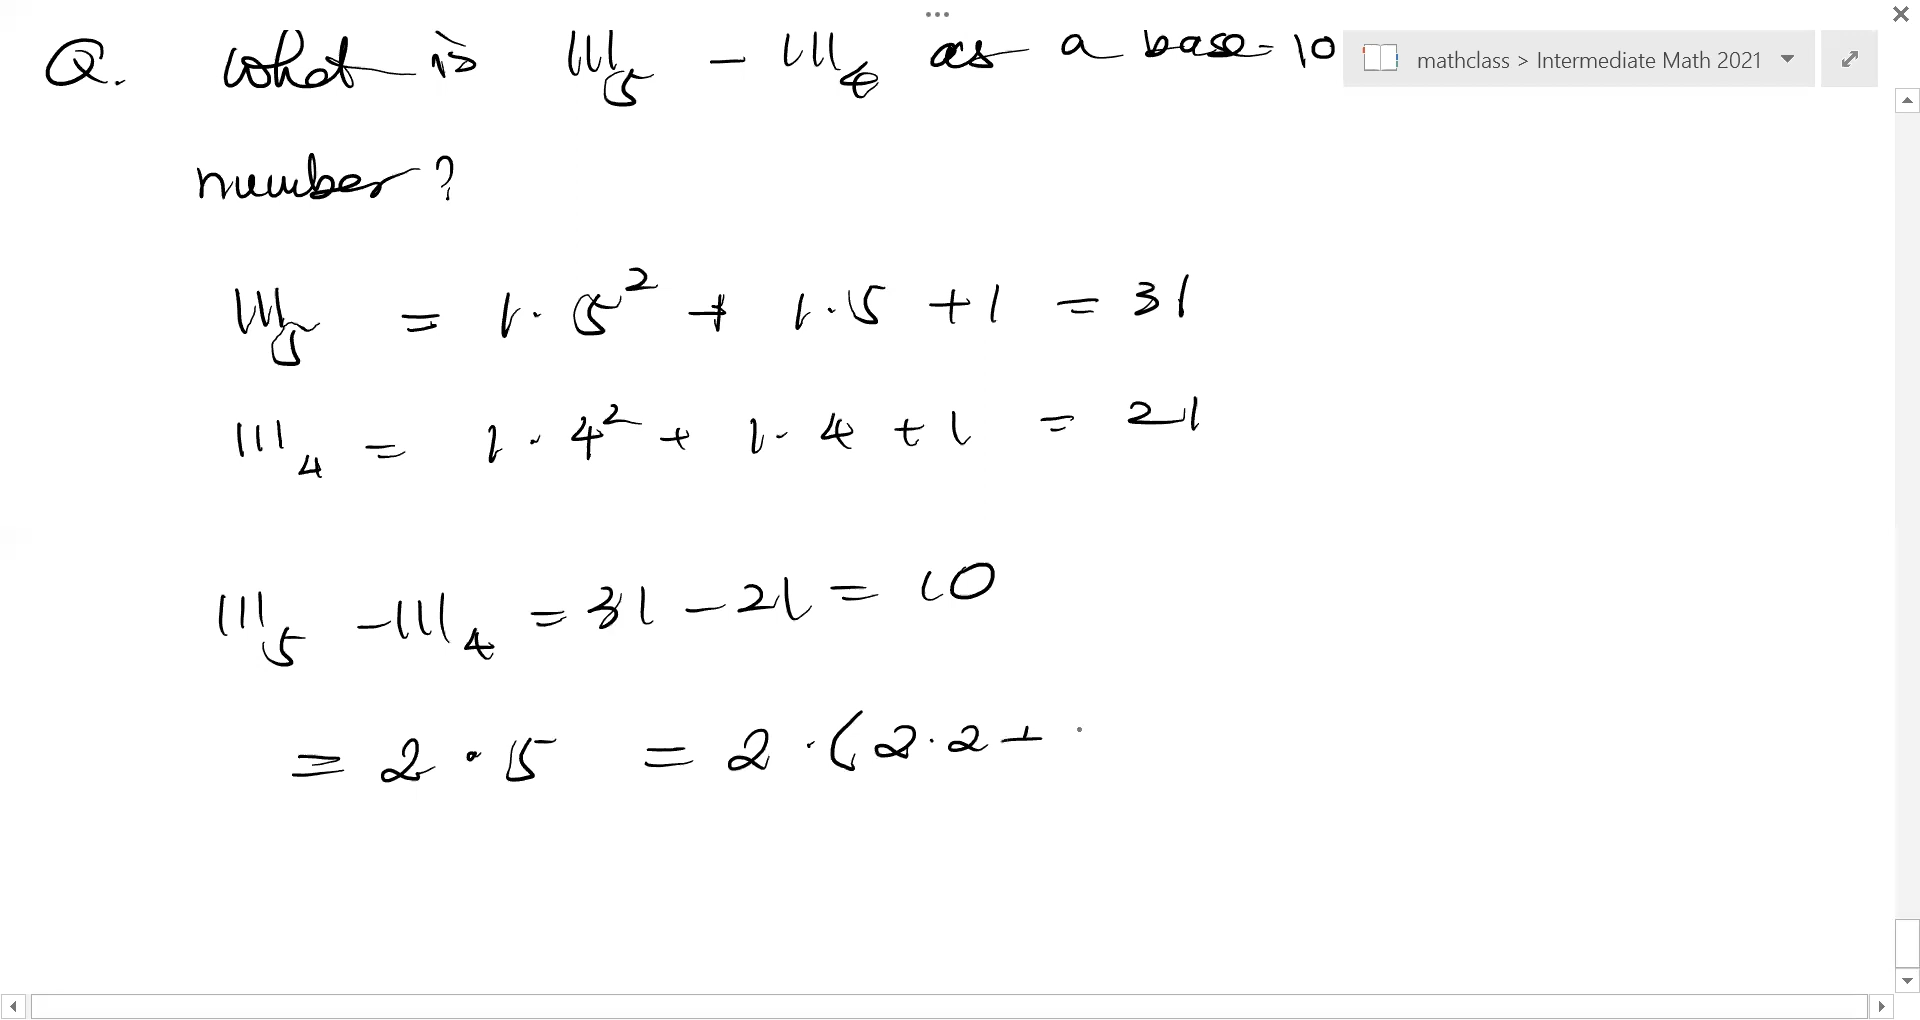 Q. What is 111₅ - 111₄ as a base-10
mathclass > Intermediate Math 2021
number?
111₅ = 1·5² + 1·5 + 1 = 31
111₄ = 1·4² + 1·4 + 1 = 21
111₅ - 111₄ = 31 - 21 = 10
= 2·5 = 2·(2·2+